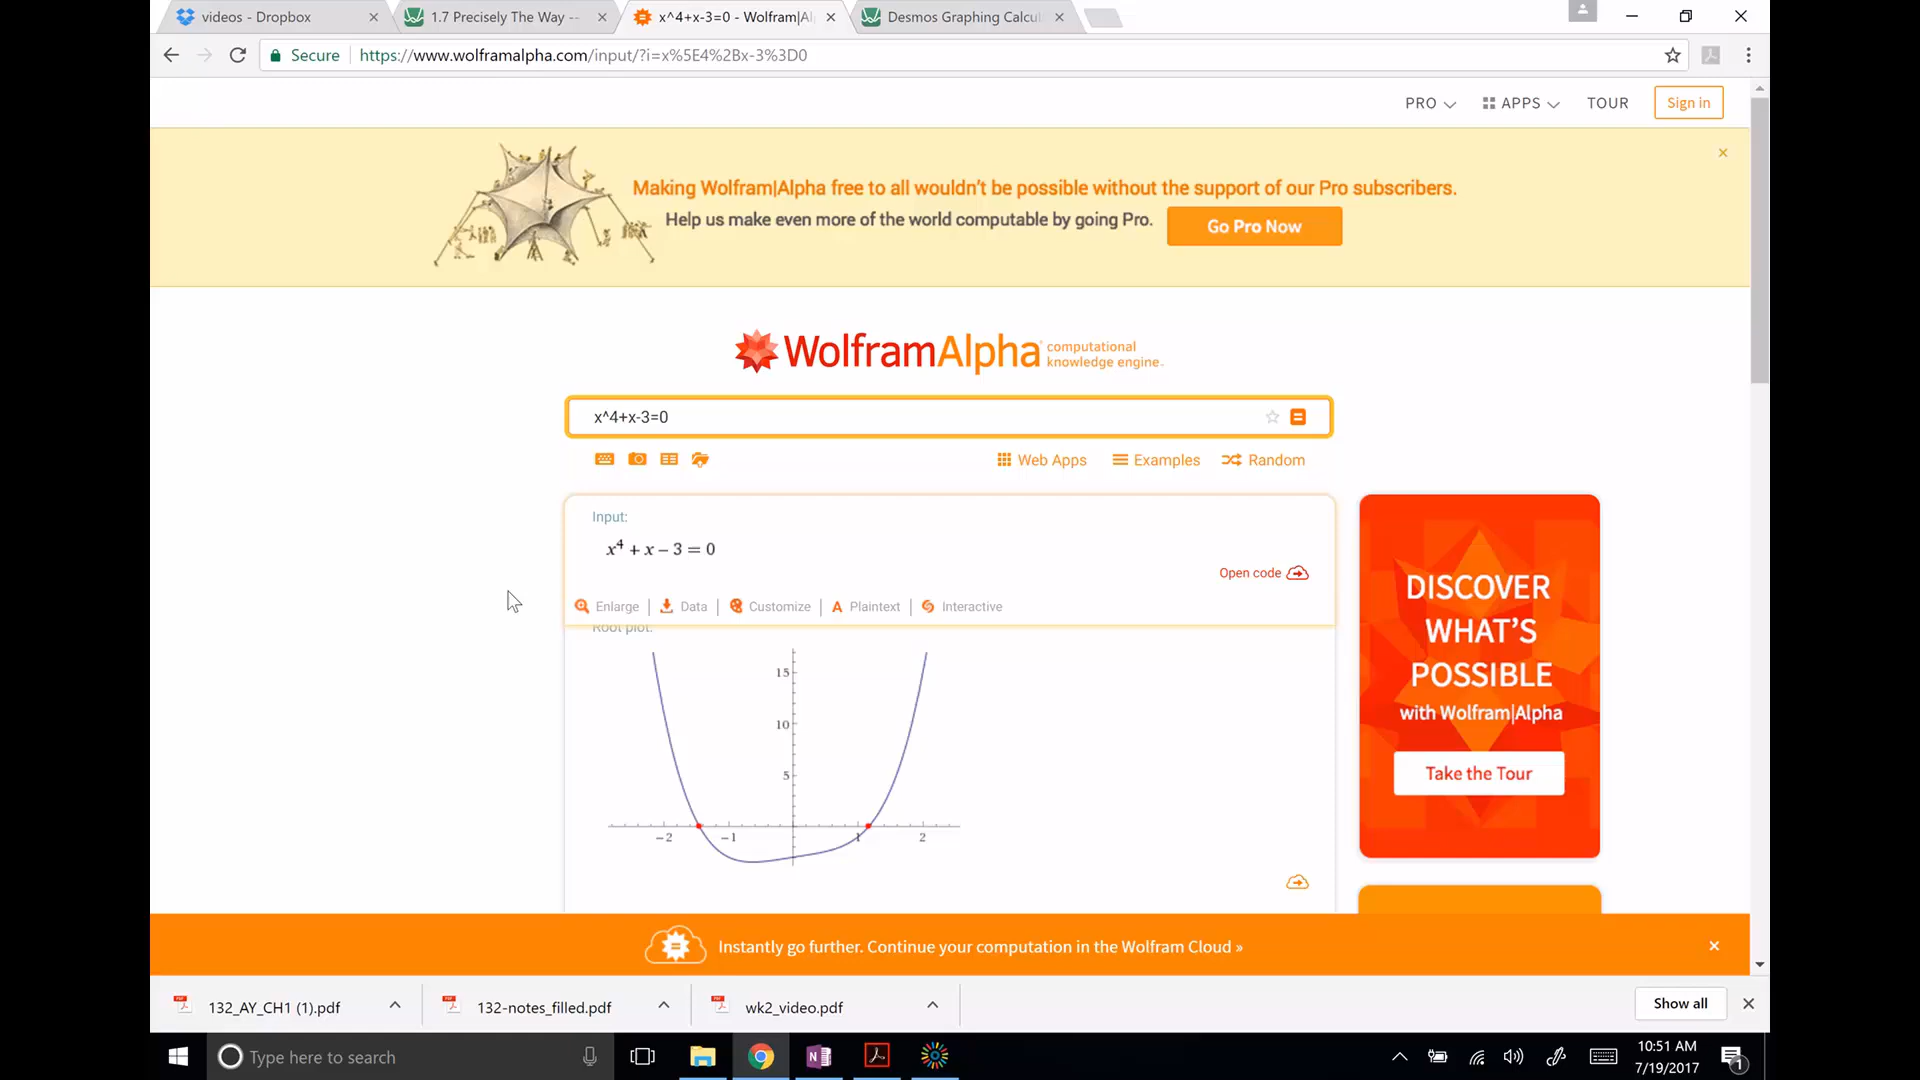 videos - Dropbox
1.7 Precisely The Way --
x^4+x-3=0 - Wolfram|Al
Desmos Graphing Calcul
Secure
https://www.wolframalpha.com/input/?i=x%5E4%2Bx-3%3D0
PRO
APPS
TOUR
Sign in
Making Wolfram|Alpha free to all wouldn't be possible without the support of our Pro subscribers.
Help us make even more of the world computable by going Pro.
Go Pro Now
WolframAlpha computational
knowledge engine.
x^4+x-3=0
Web Apps
Examples
Random
Input:
x⁴ + x − 3 = 0
Open code
Enlarge
Data
Customize
Plaintext
Interactive
Root plot:
15
10
5
−2
−1
1
2
DISCOVER
WHAT'S
POSSIBLE
with Wolfram|Alpha
Take the Tour
Instantly go further. Continue your computation in the Wolfram Cloud »
132_AY_CH1 (1).pdf
132-notes_filled.pdf
wk2_video.pdf
Show all
Type here to search
10:51 AM
7/19/2017
1